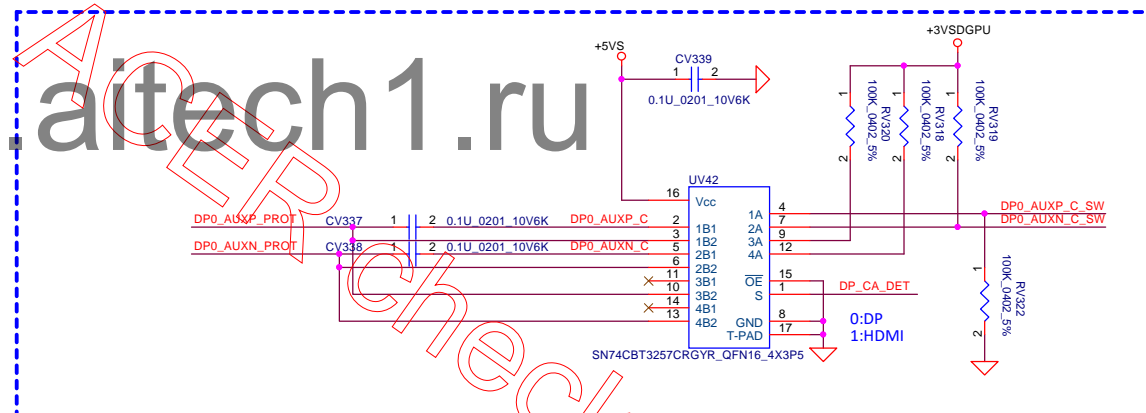 +3VSDGPU
+5VS
CV339
1 2
0.1U_0201_10V6K
.aitech1.ru
ACER check
1 2
RV320
100K_0402_5%
1 2
RV318
100K_0402_5%
1 2
RV319
100K_0402_5%
UV42
16 Vcc
DP0_AUXP_PROT CV337 1 2 0.1U_0201_10V6K DP0_AUXP_C 2 1B1
3 1B2
DP0_AUXN_PROT CV338 1 2 0.1U_0201_10V6K DP0_AUXN_C 5 2B1
6 2B2
11 3B1
10 3B2
14 4B1
13 4B2
1A 4 DP0_AUXP_C_SW
2A 7 DP0_AUXN_C_SW
3A 9
4A 12
OE 15
S 1 DP_CA_DET
GND 8
T-PAD 17
0:DP
1:HDMI
1 2
RV322
100K_0402_5%
SN74CBT3257CRGYR_QFN16_4X3P5